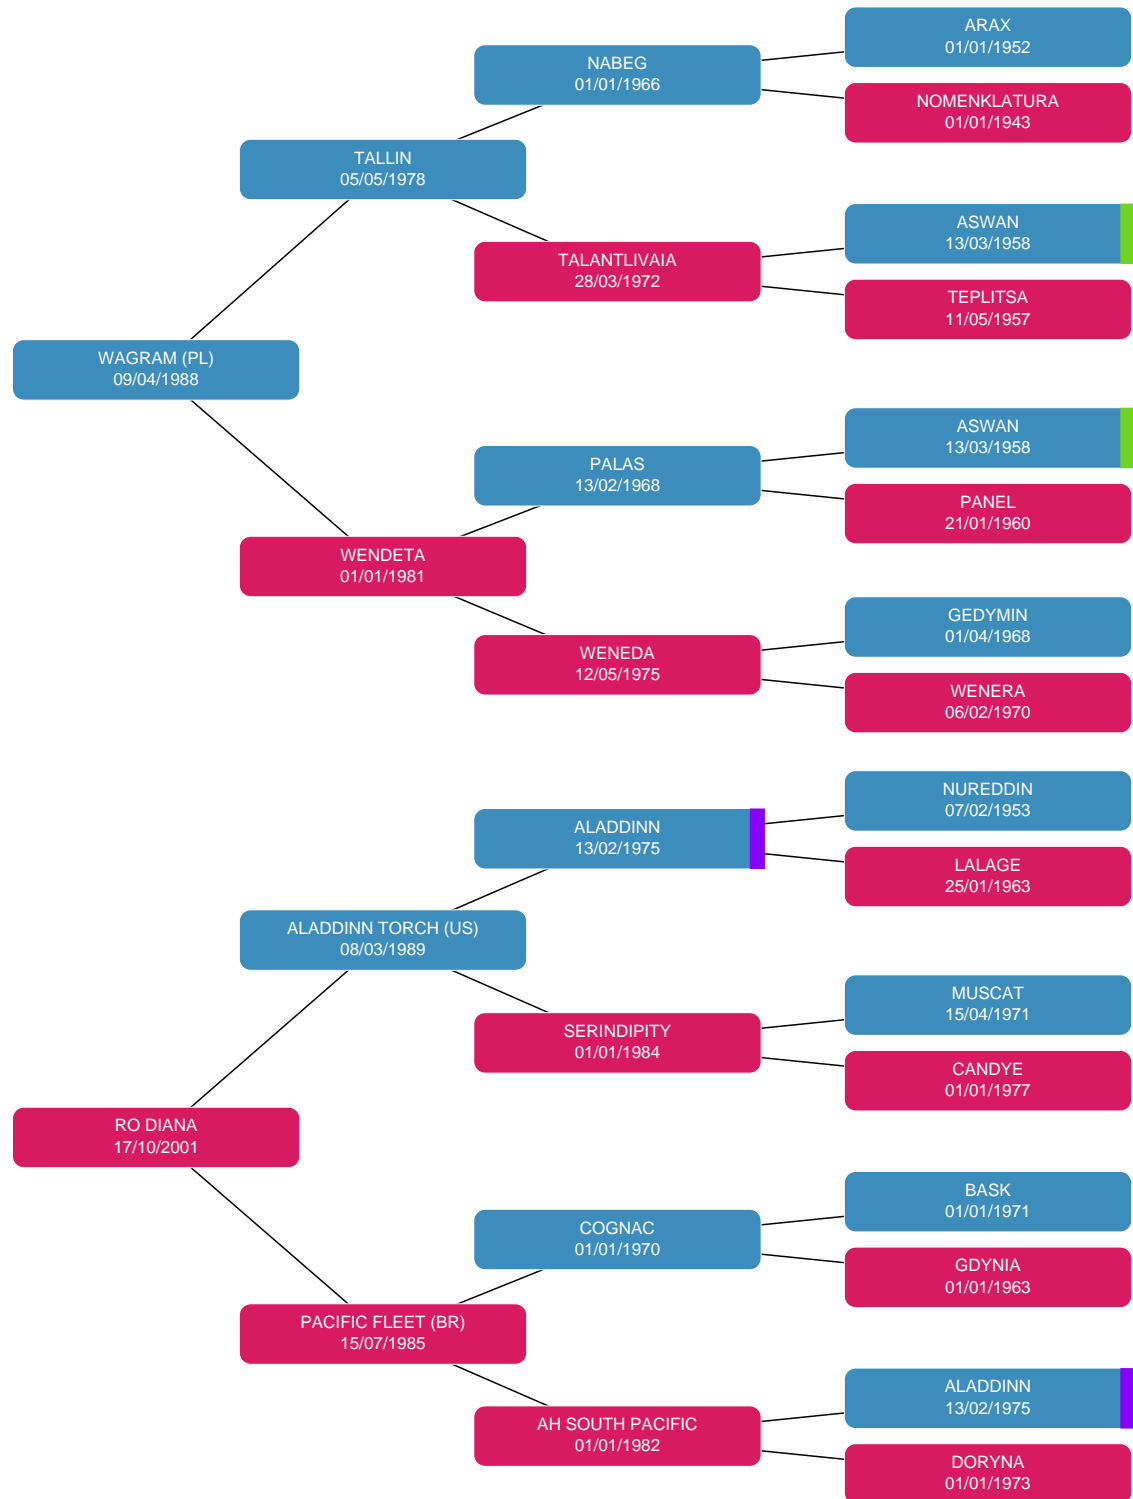 ARAX
01/01/1952
NABEG
01/01/1966
NOMENKLATURA
01/01/1943
TALLIN
05/05/1978
ASWAN
13/03/1958
TALANTLIVAIA
28/03/1972
TEPLITSA
11/05/1957
WAGRAM (PL)
09/04/1988
ASWAN
13/03/1958
PALAS
13/02/1968
PANEL
21/01/1960
WENDETA
01/01/1981
GEDYMIN
01/04/1968
WENEDA
12/05/1975
WENERA
06/02/1970
NUREDDIN
07/02/1953
ALADDINN
13/02/1975
LALAGE
25/01/1963
ALADDINN TORCH (US)
08/03/1989
MUSCAT
15/04/1971
SERINDIPITY
01/01/1984
CANDYE
01/01/1977
RO DIANA
17/10/2001
BASK
01/01/1971
COGNAC
01/01/1970
GDYNIA
01/01/1963
PACIFIC FLEET (BR)
15/07/1985
ALADDINN
13/02/1975
AH SOUTH PACIFIC
01/01/1982
DORYNA
01/01/1973